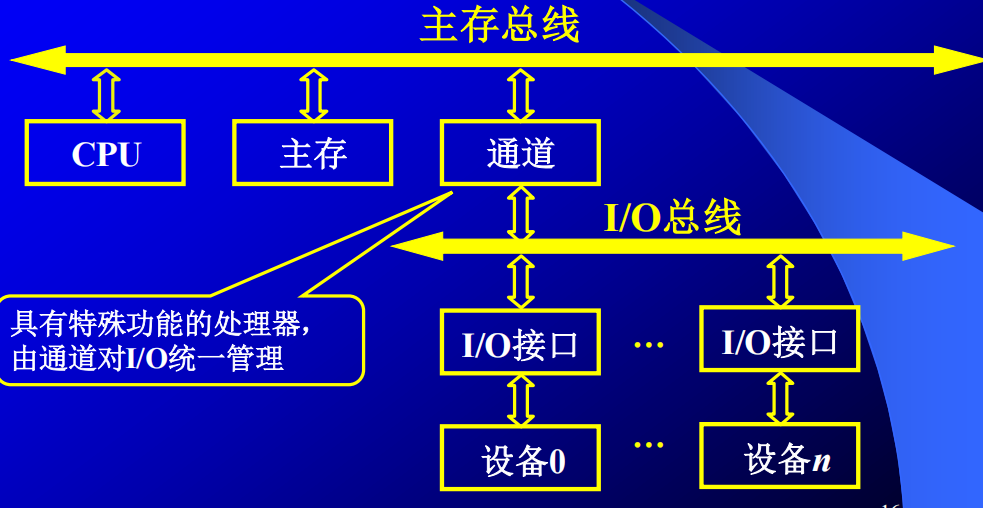 主存总线
CPU
主存
通道
I/O总线
具有特殊功能的处理器，
由通道对I/O统一管理
I/O接口
...
I/O接口
设备0
...
设备n